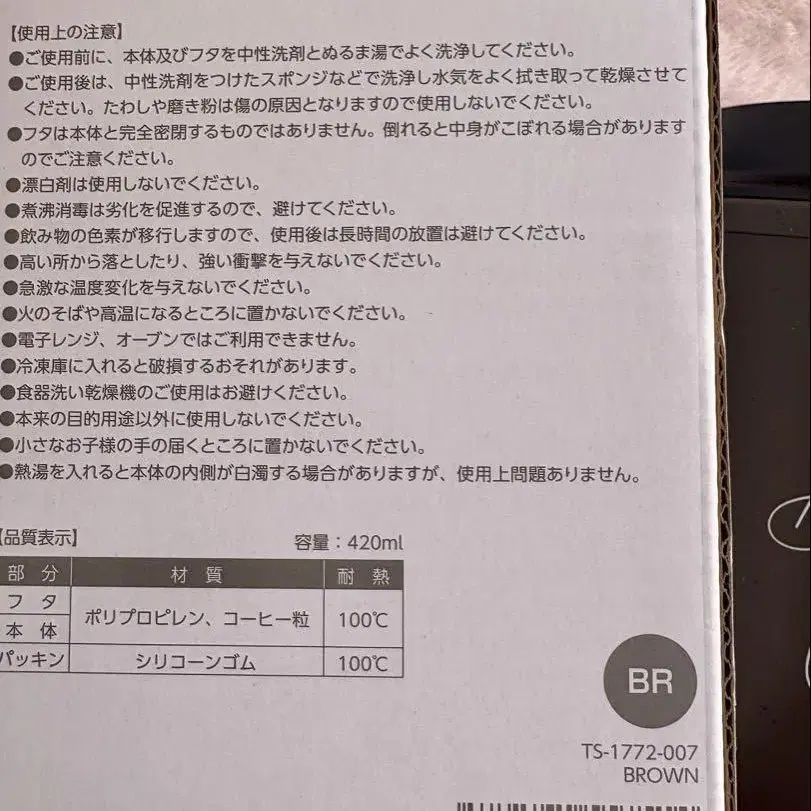 【使用上の注意】
●ご使用前に、本体及びフタを中性洗剤とぬるま湯でよく洗浄してください。
●ご使用後は、中性洗剤をつけたスポンジなどで洗浄し水気をよく拭き取って乾燥させて
ください。たわしや磨き粉は傷の原因となりますので使用しないでください。
●フタは本体と完全密閉するものではありません。倒れると中身がこぼれる場合があります
のでご注意ください。
●漂白剤は使用しないでください。
●煮沸消毒は劣化を促進するので、避けてください。
●飲み物の色素が移行しますので、使用後は長時間の放置は避けてください。
●高い所から落としたり、強い衝撃を与えないでください。
●急激な温度変化を与えないでください。
●火のそばや高温になるところに置かないでください。
●電子レンジ、オーブンではご利用できません。
●冷凍庫に入れると破損するおそれがあります。
●食器洗い乾燥機のご使用はお避けください。
●本来の目的用途以外に使用しないでください。
●小さなお子様の手の届くところに置かないでください。
●熱湯を入れると本体の内側が白濁する場合がありますが、使用上問題ありません。
【品質表示】 容量：420ml
部 分 材 質 耐 熱
フ タ
ポリプロピレン、コーヒー粒 100℃
本 体
パッキン シリコーンゴム 100℃
BR
TS-1772-007
BROWN